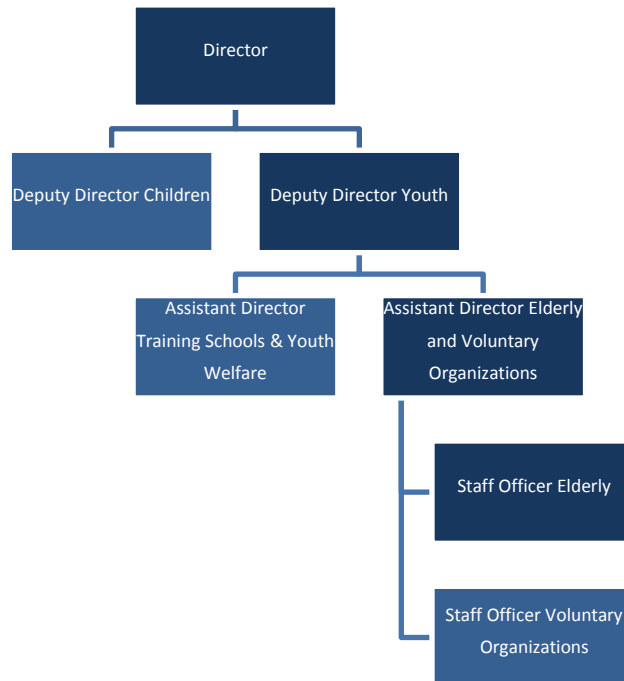 Director
Deputy Director Children
Deputy Director Youth
Assistant Director
Training Schools & Youth
Welfare
Assistant Director Elderly
and Voluntary
Organizations
Staff Officer Elderly
Staff Officer Voluntary
Organizations